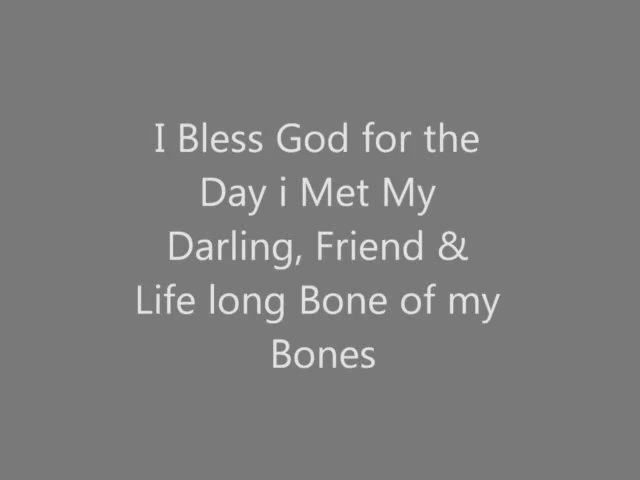 I Bless God for the
Day i Met My
Darling, Friend &
Life long Bone of my
Bones